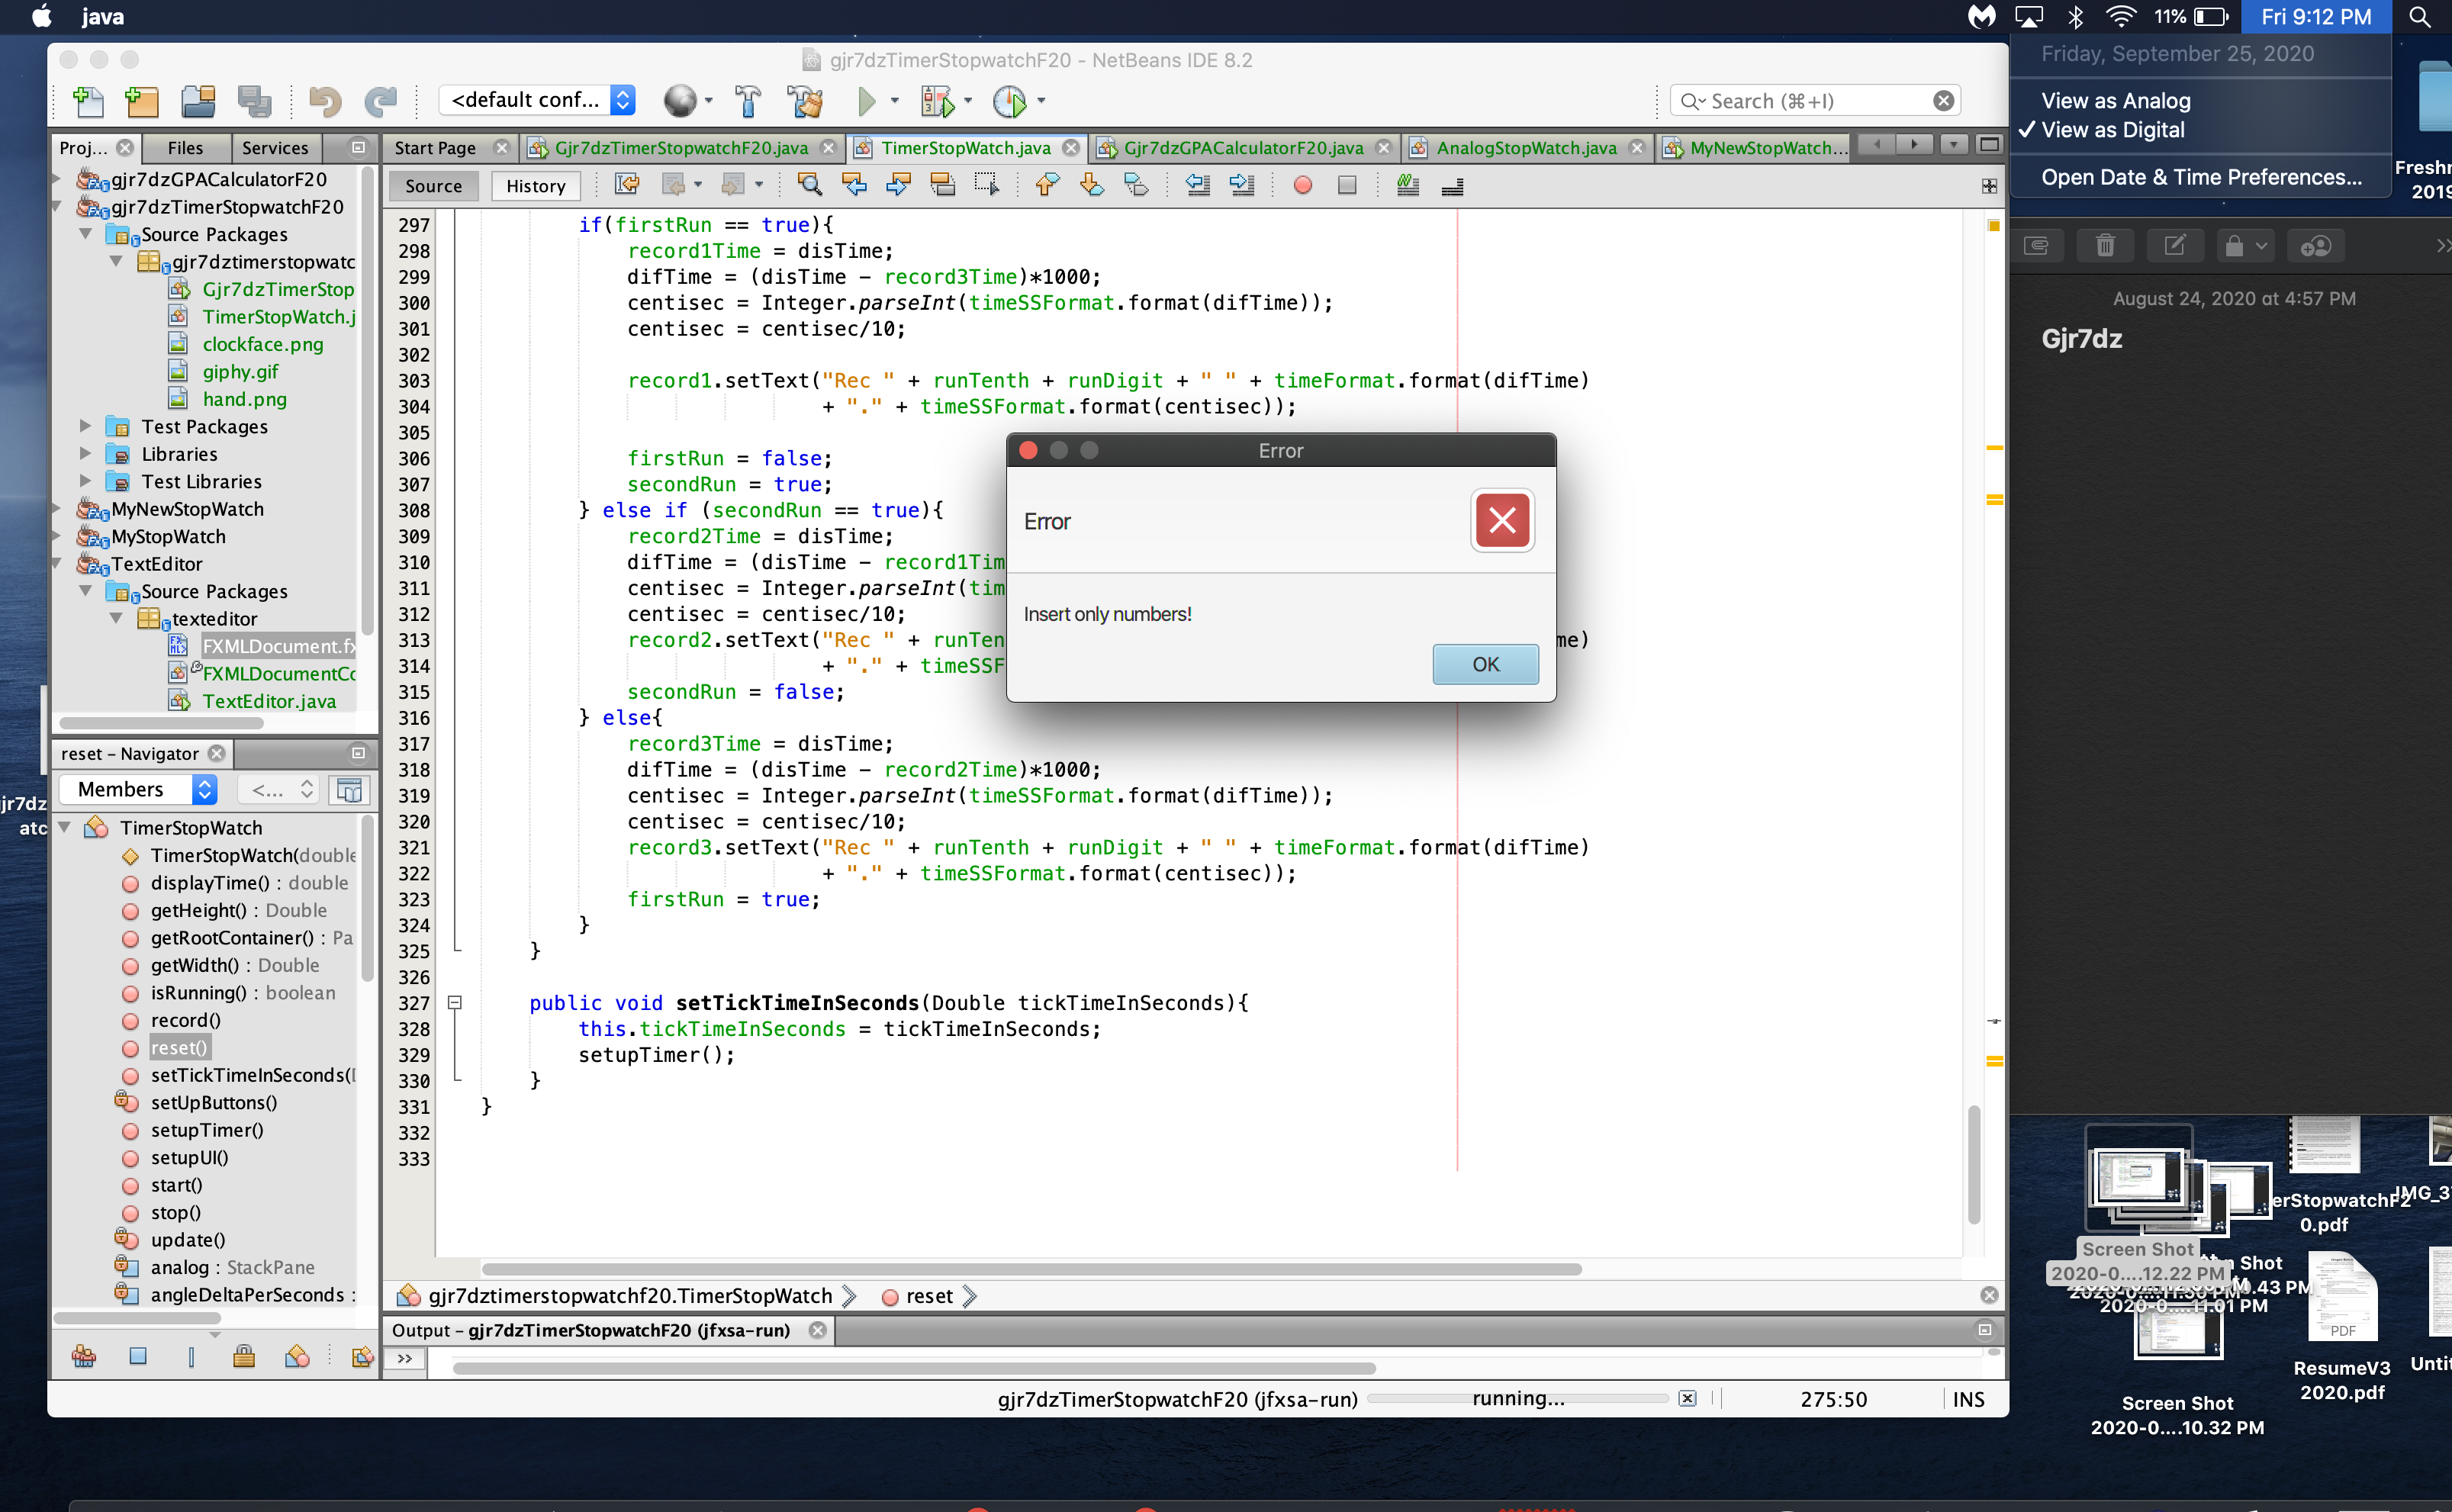 java
11%
Fri 9:12 PM
Friday, September 25, 2020
View as Analog
✓ View as Digital
Open Date & Time Preferences...
gjr7dzTimerStopwatchF20 - NetBeans IDE 8.2
<default conf...
Search (⌘+I)
Proj...
Files
Services
Start Page
Gjr7dzTimerStopwatchF20.java
TimerStopWatch.java
Gjr7dzGPACalculatorF20.java
AnalogStopWatch.java
MyNewStopWatch...
Source
History
gjr7dzGPACalculatorF20
gjr7dzTimerStopwatchF20
Source Packages
gjr7dztimerstopwatc
Gjr7dzTimerStop
TimerStopWatch.j
clockface.png
giphy.gif
hand.png
Test Packages
Libraries
Test Libraries
MyNewStopWatch
MyStopWatch
TextEditor
Source Packages
texteditor
FXMLDocument.fx
FXMLDocumentCo
TextEditor.java
reset - Navigator
Members
<...
TimerStopWatch
TimerStopWatch(double
displayTime() : double
getHeight() : Double
getRootContainer() : Pa
getWidth() : Double
isRunning() : boolean
record()
reset()
setTickTimeInSeconds(
setUpButtons()
setupTimer()
setupUI()
start()
stop()
update()
analog : StackPane
angleDeltaPerSeconds :
297 if(firstRun == true){
298 record1Time = disTime;
299 difTime = (disTime - record3Time)*1000;
300 centisec = Integer.parseInt(timeSSFormat.format(difTime));
301 centisec = centisec/10;
302
303 record1.setText("Rec " + runTenth + runDigit + " " + timeFormat.format(difTime)
304 + "." + timeSSFormat.format(centisec));
305
306 firstRun = false;
307 secondRun = true;
308 } else if (secondRun == true){
309 record2Time = disTime;
310 difTime = (disTime - record1Tim
311 centisec = Integer.parseInt(tim
312 centisec = centisec/10;
313 record2.setText("Rec " + runTen me)
314 + "." + timeSSF
315 secondRun = false;
316 } else{
317 record3Time = disTime;
318 difTime = (disTime - record2Time)*1000;
319 centisec = Integer.parseInt(timeSSFormat.format(difTime));
320 centisec = centisec/10;
321 record3.setText("Rec " + runTenth + runDigit + " " + timeFormat.format(difTime)
322 + "." + timeSSFormat.format(centisec));
323 firstRun = true;
324 }
325 }
326
327 public void setTickTimeInSeconds(Double tickTimeInSeconds){
328 this.tickTimeInSeconds = tickTimeInSeconds;
329 setupTimer();
330 }
331 }
332
333
Error
Error
Insert only numbers!
OK
gjr7dztimerstopwatchf20.TimerStopWatch
reset
Output - gjr7dzTimerStopwatchF20 (jfxsa-run)
>>
gjr7dzTimerStopwatchF20 (jfxsa-run)
running...
275:50
INS
Freshr
2019
August 24, 2020 at 4:57 PM
Gjr7dz
jr7dz
atc
erStopwatchF2
0.pdf
IMG_3
Screen Shot
2020-0....12.22 PM
n Shot
0.43 PM
2020-0....11.01 PM
PDF
ResumeV3
2020.pdf
Untit
Screen Shot
2020-0....10.32 PM